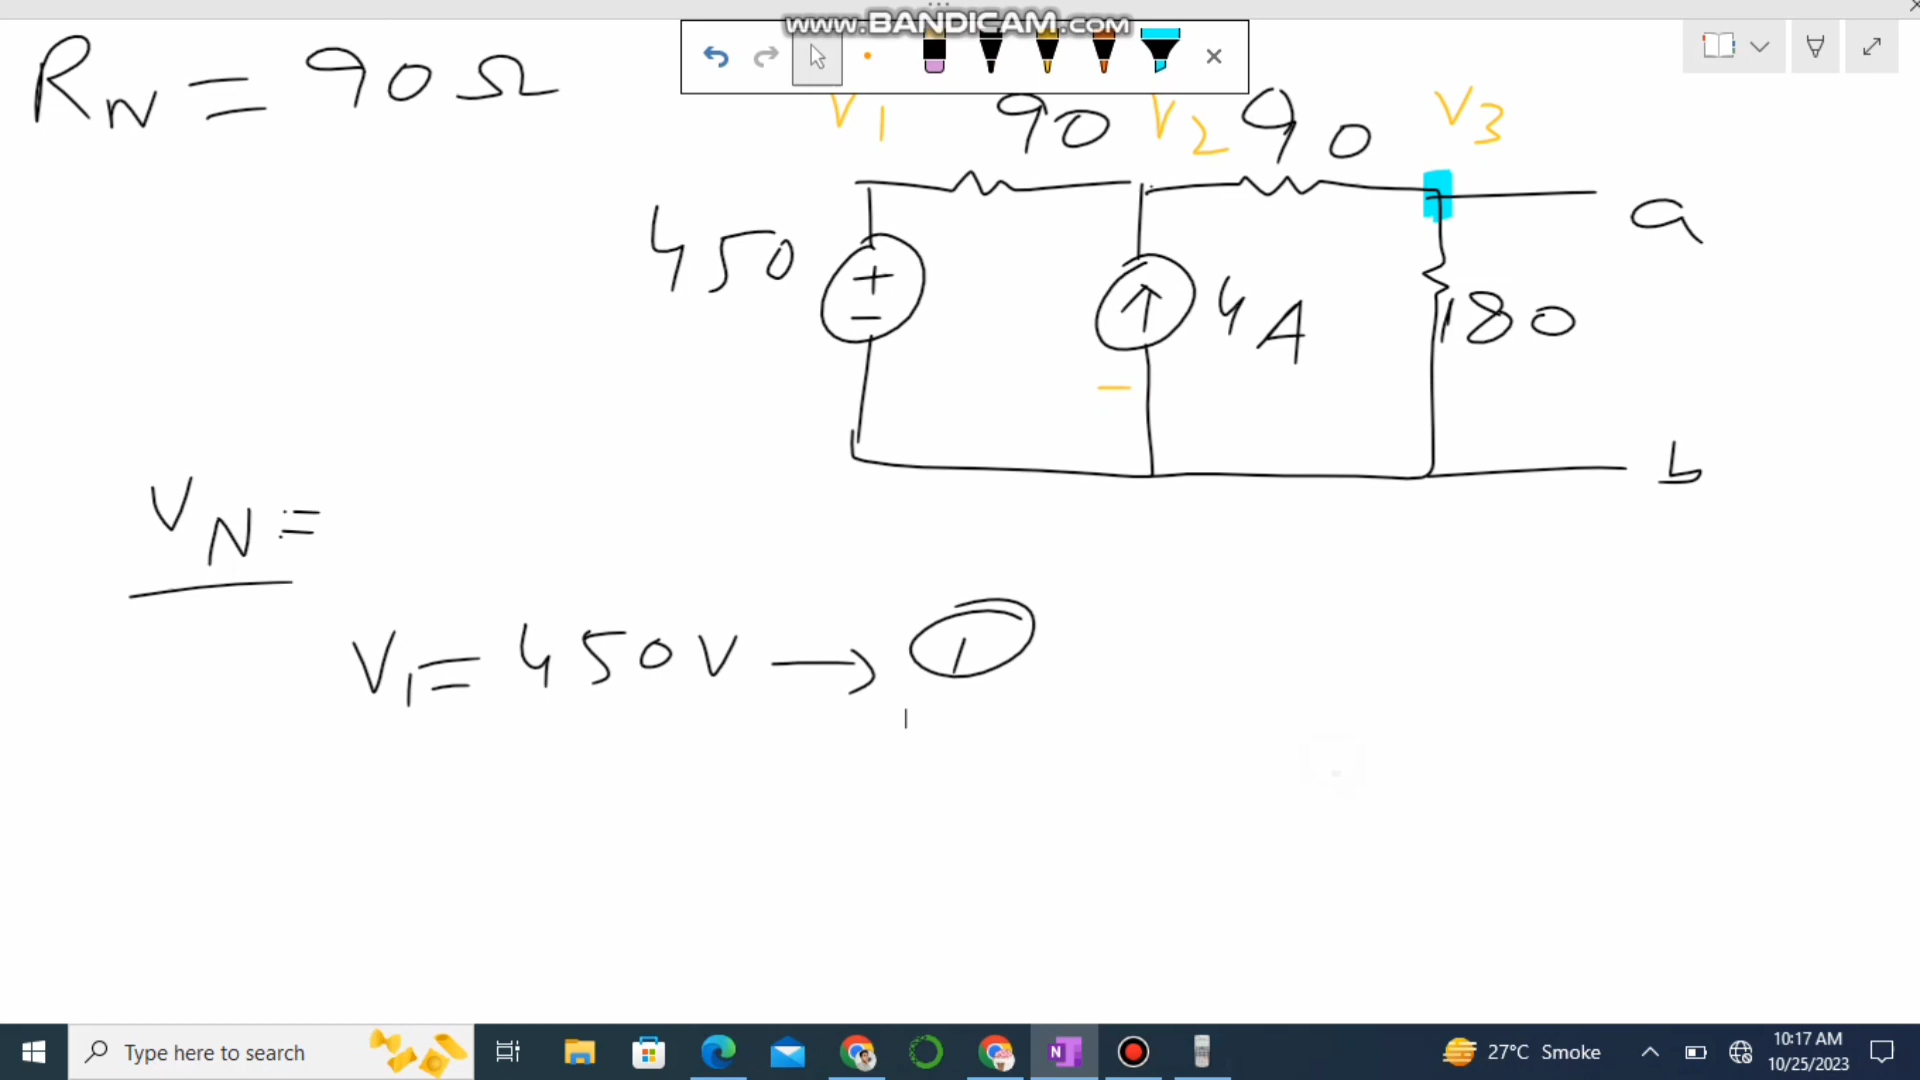 www.BANDICAM.com
R_N = 90 Ω
V1 90 V2 90 V3
a
450
+
-
4A
180
-
b
V_N =
V1 = 450V → 1
Type here to search
27°C Smoke
10:17 AM
10/25/2023